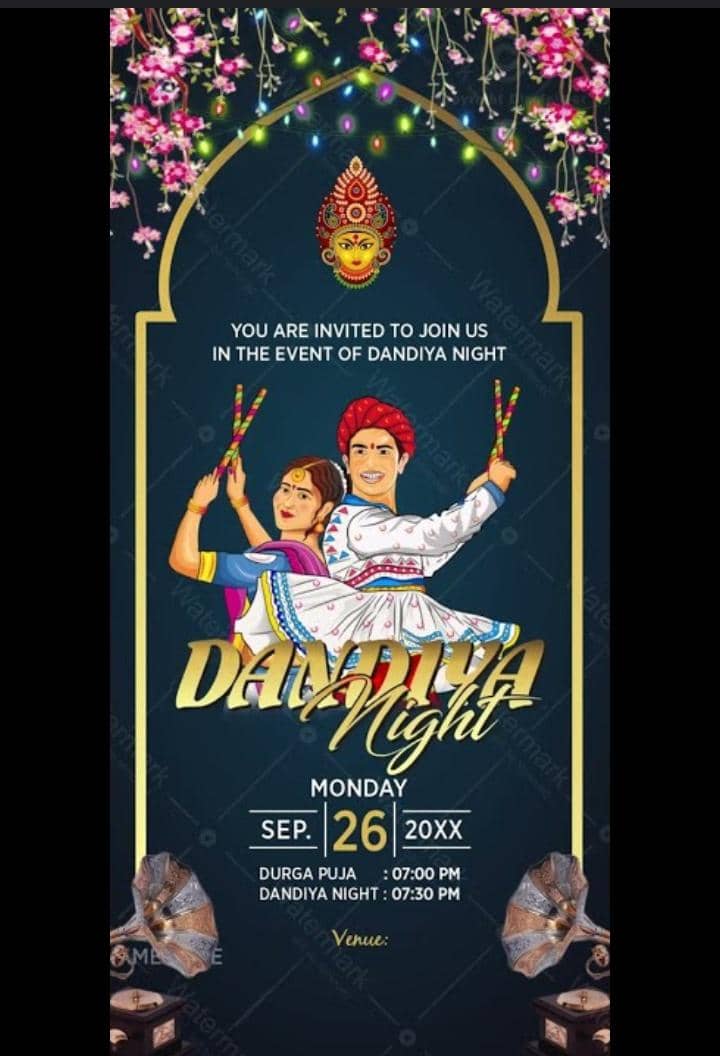 YOU ARE INVITED TO JOIN US
IN THE EVENT OF DANDIYA NIGHT
DANDIYA
Night
MONDAY
SEP. 26 20XX
DURGA PUJA : 07:00 PM
DANDIYA NIGHT : 07:30 PM
Venue:
Watermark